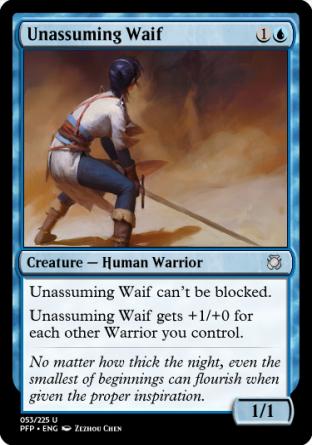 Unassuming Waif 1
Creature — Human Warrior
Unassuming Waif can't be blocked.
Unassuming Waif gets +1/+0 for
each other Warrior you control.
No matter how thick the night, even the
smallest of beginnings can flourish when
given the proper inspiration.
1/1
053/225 U
PFP • ENG Zezhou Chen